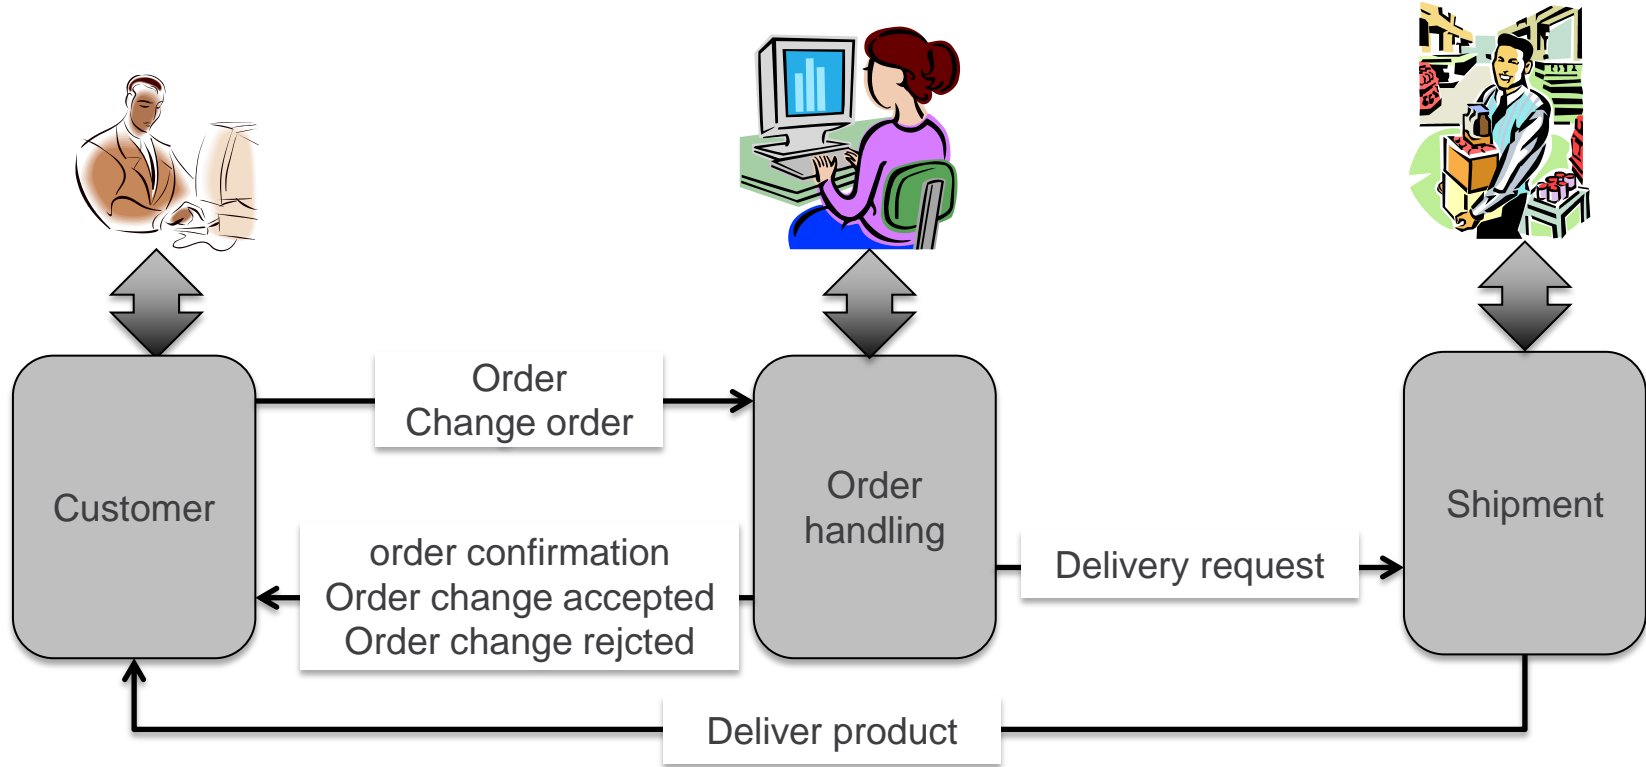 Order
Change order
Customer
Order
handling
Shipment
order confirmation
Order change accepted
Order change rejcted
Delivery request
Deliver product